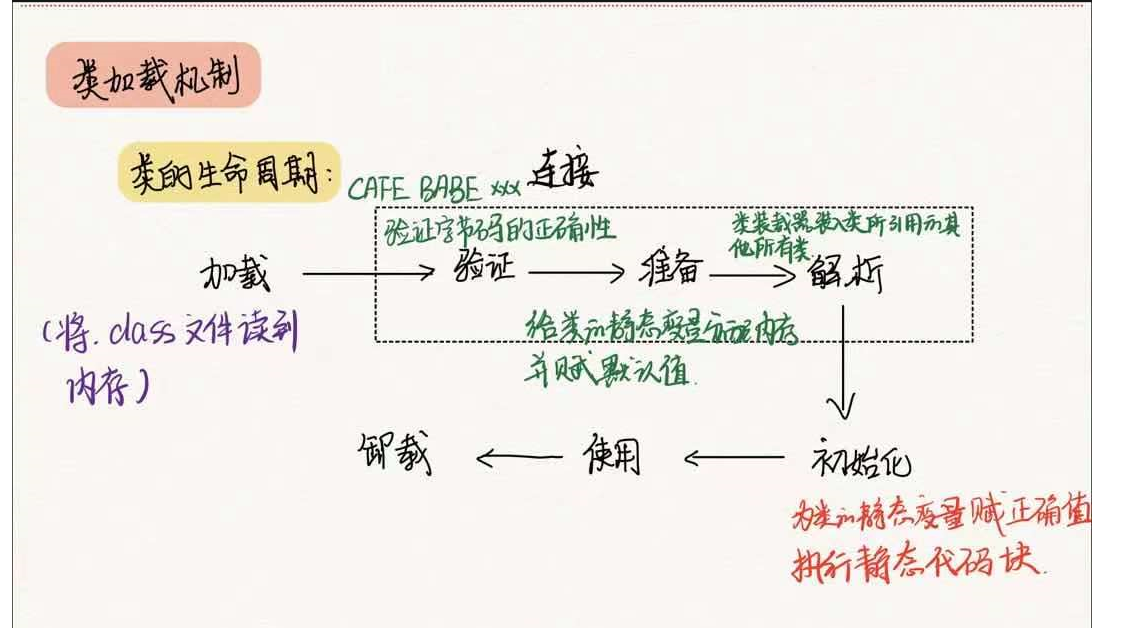 类加载机制
类的生命周期:
CAFE BABE xxx
连接
验证字节码的正确性
类装载器装入类所引用的其
他所有类
加载
验证
准备
解析
(将.class文件读到
内存)
给类的静态变量分配内存
并赋默认值.
卸载
使用
初始化
为类的静态变量赋正确值
执行静态代码块.